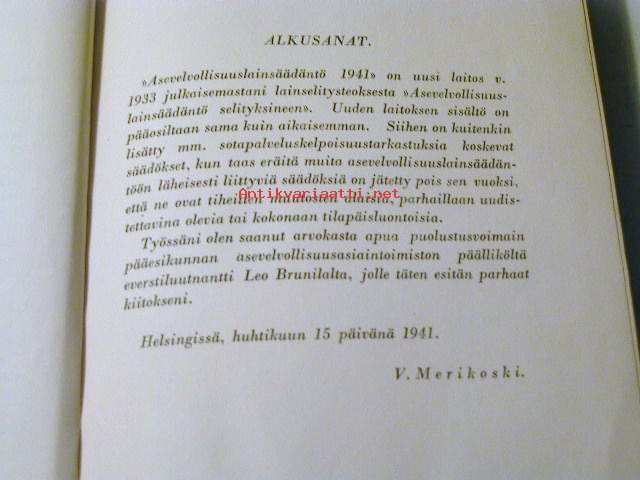 ALKUSANAT.
»Asevelvollisuuslainsäädäntö 1941» on uusi laitos v.
1933 julkaisemastani lainselitysteoksesta »Asevelvollisuus-
lainsäädäntö selityksineen». Uuden laitoksen sisältö on
pääosiltaan sama kuin aikaisemman. Siihen on kuitenkin
lisätty mm. sotapalveluskelpoisuustarkastuksia koskevat
säädökset, kun taas eräitä muita asevelvollisuuslainsäädän-
töön läheisesti liittyviä säädöksiä on jätetty pois sen vuoksi,
Antikvariaatti.net
että ne ovat tiheitten muutosten alaisia, parhaillaan uudis-
tettavina olevia tai kokonaan tilapäisluontoisia.
Työssäni olen saanut arvokasta apua puolustusvoimain
pääesikunnan asevelvollisuusasiaintoimiston päälliköltä
everstiluutnantti Leo Brunilalta, jolle täten esitän parhaat
kiitokseni.
Helsingissä, huhtikuun 15 päivänä 1941.
V. Merikoski.